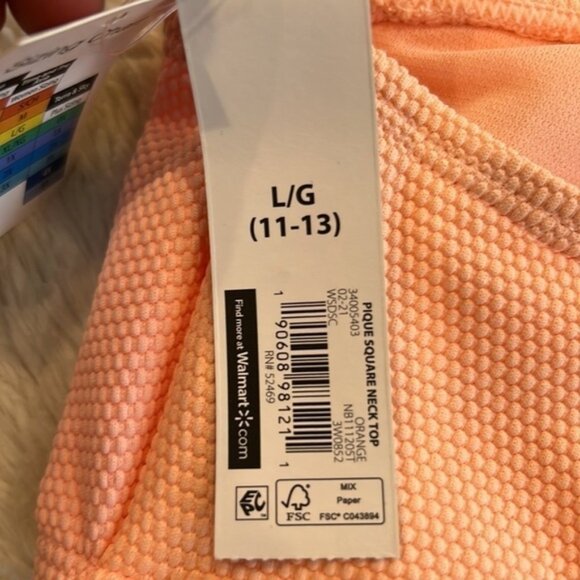 L/G
(11-13)
PIQUE SQUARE NECK TOP
34005403
ORANGE
02-21
NB111205T
WSDSC
3W0852
1 90608 98121 1
RN# 52469
Find more at Walmart.com
MIX
Paper
FSC
FSC® C043894
L/G